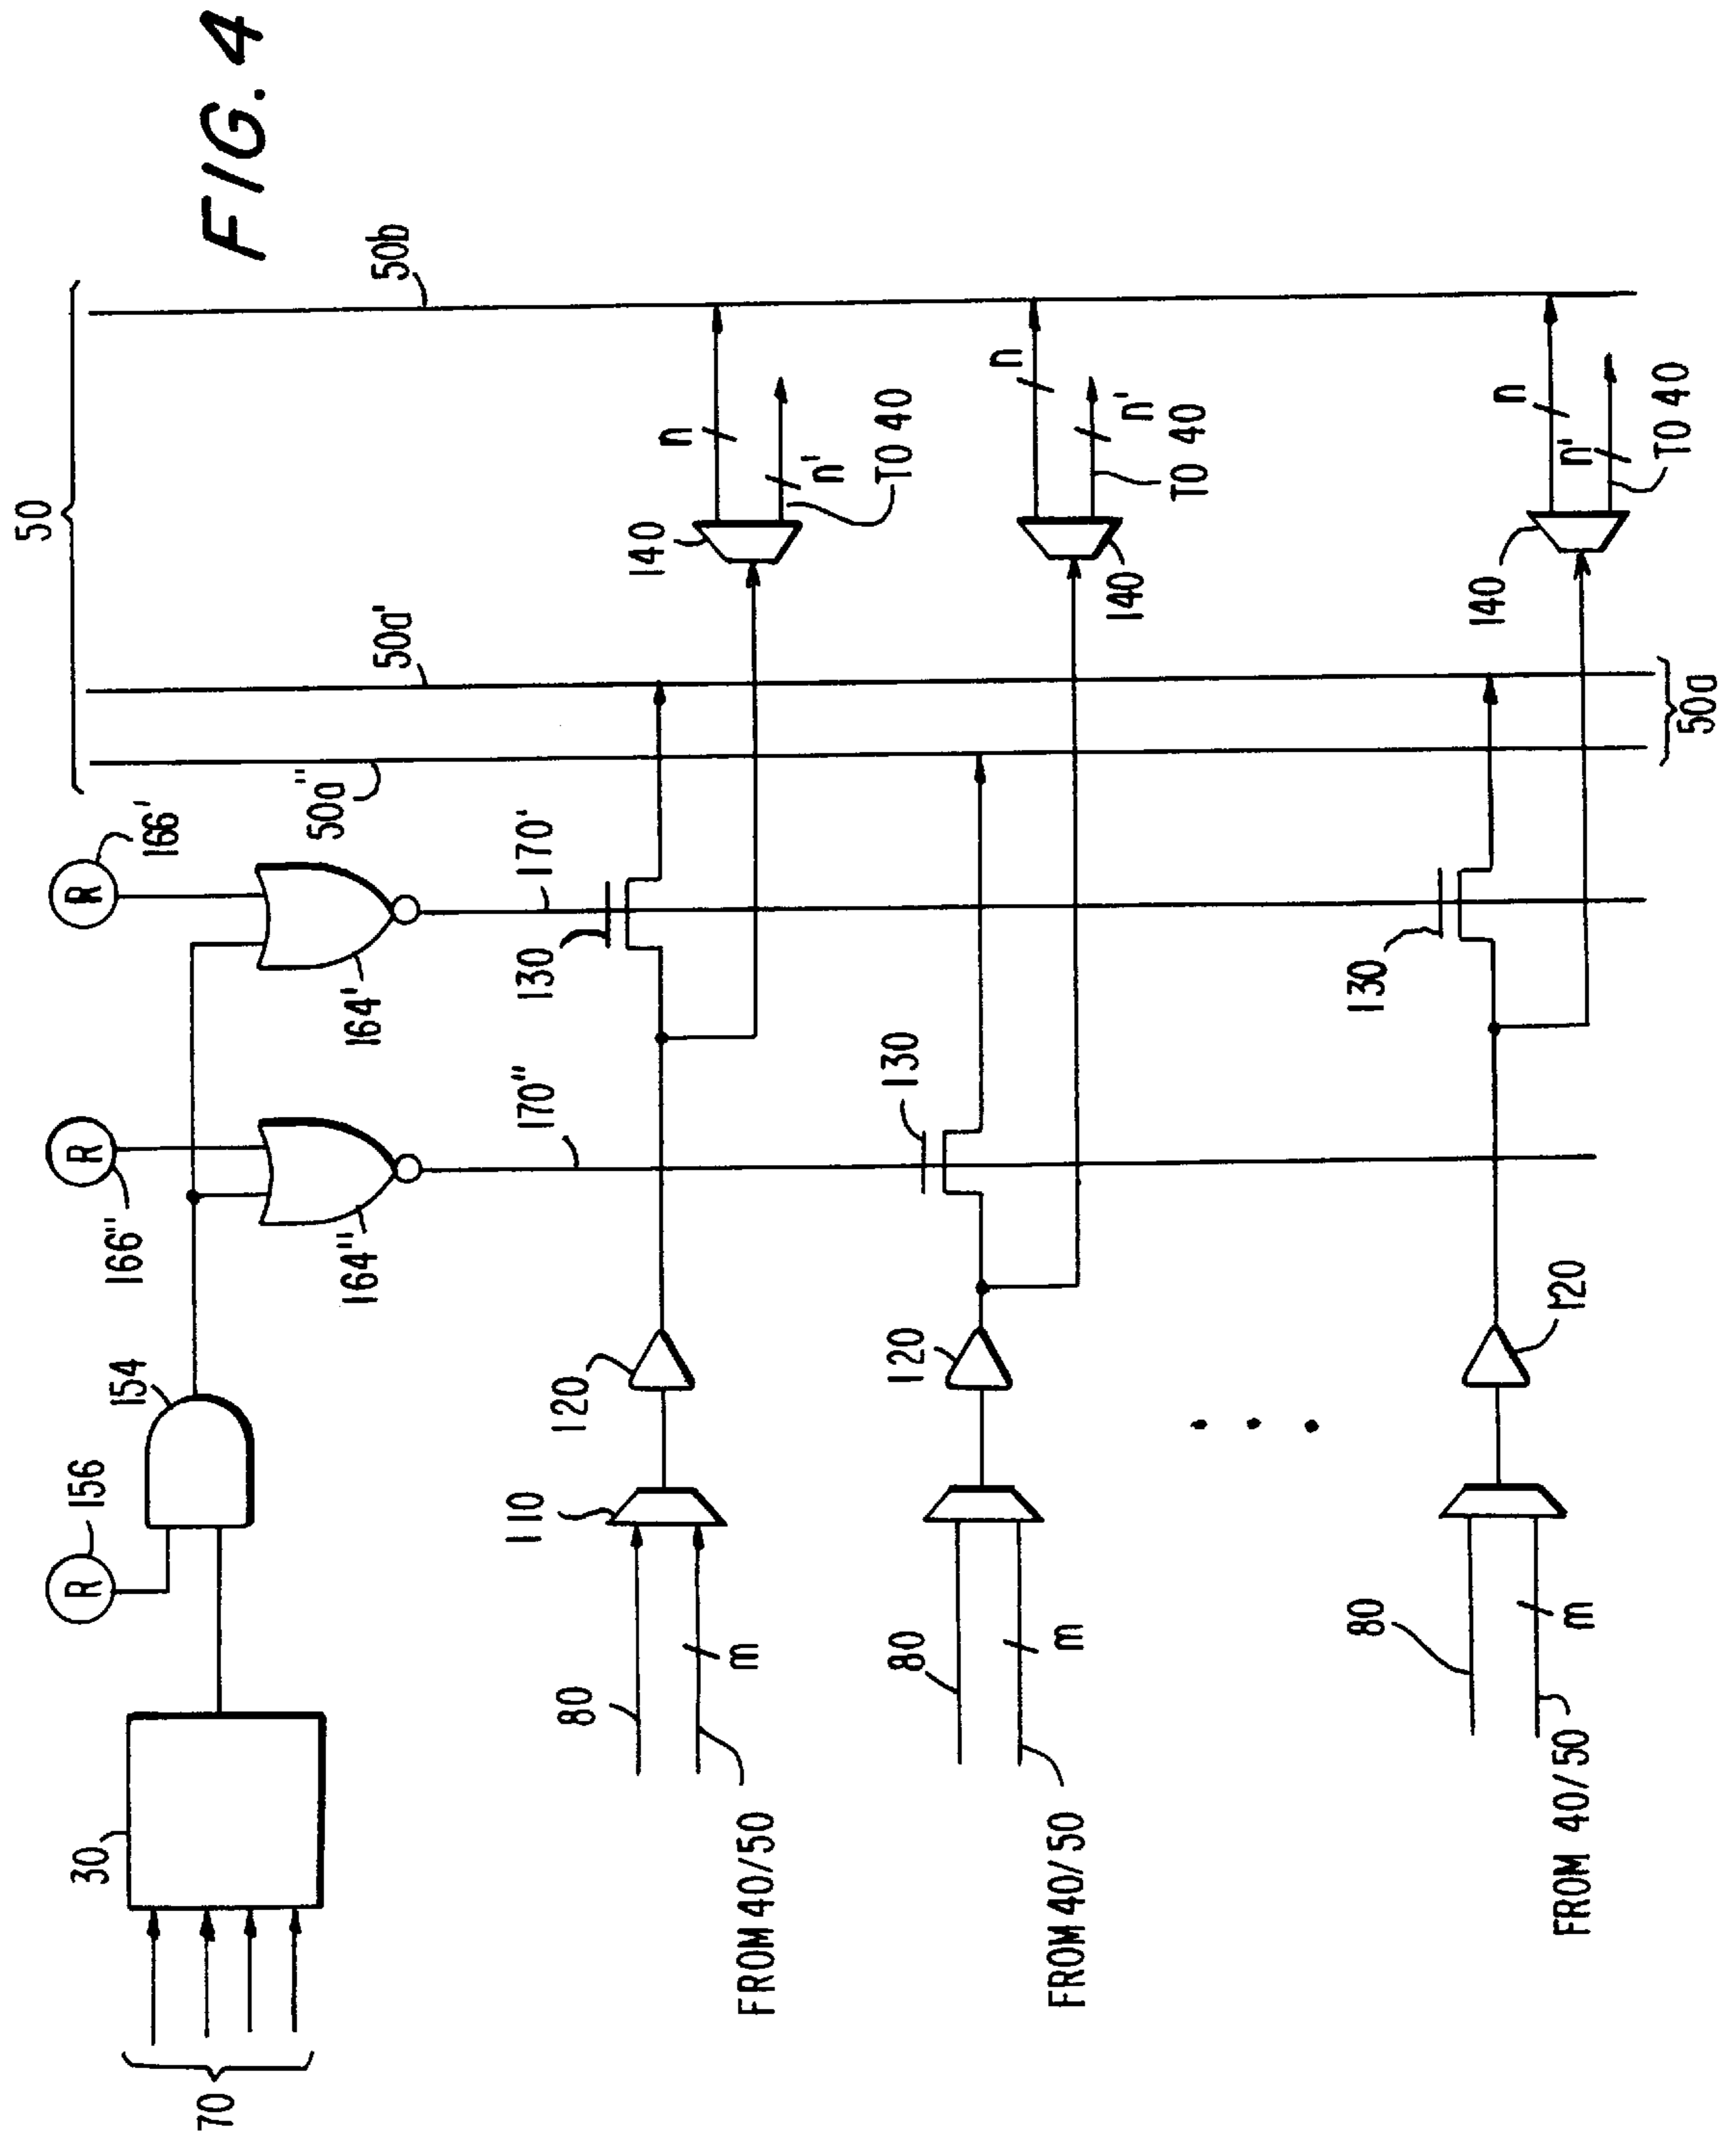 FIG. 4
50
50b
50a'
50a"
50a
166'
R
166"
R
164'
164"
170'
170"
154
156
R
30
70
130
130
130
120
120
120
110
140
140
140
n
n'
TO 40
n
n'
TO 40
n
n'
TO 40
80
m
FROM 40/50
80
m
FROM 40/50
80
m
FROM 40/50